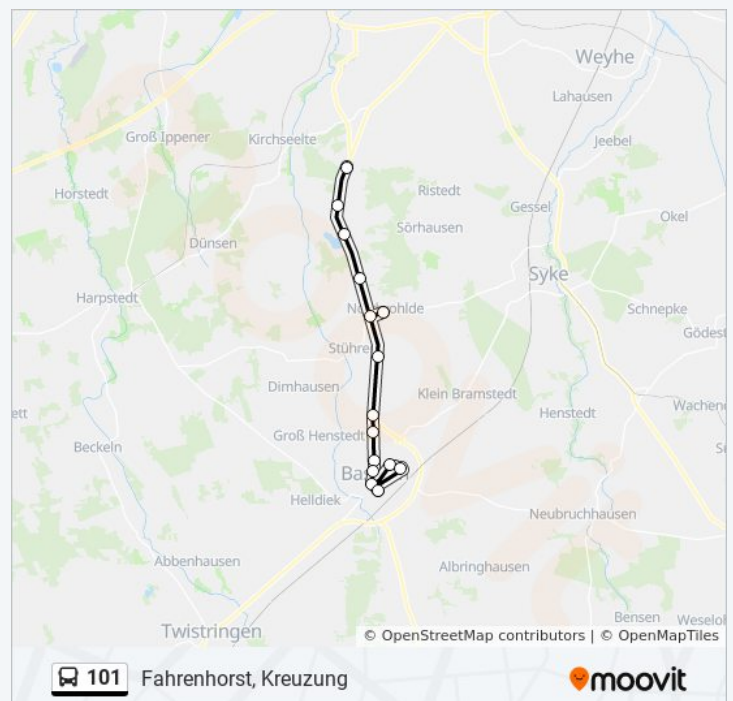 Weyhe
Lahausen
Groß Ippener
Kirchseelte
Jeebel
Horstedt
Ristedt
Gessel
Okel
Sörhausen
Dünsen
Syke
Harpstedt
Schnepke
Stühre
Dimhausen
Klein Bramstedt
Henstedt
Groß Henstedt
Beckeln
Helldiek
Neubruchhausen
Abbenhausen
Albringhausen
Bensen
Twistringen
© OpenStreetMap contributors | © OpenMapTiles
101 Fahrenhorst, Kreuzung
moovit